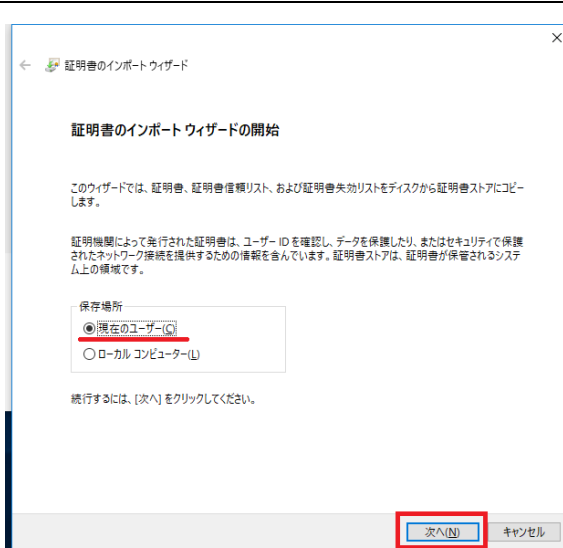 証明書のインポート ウィザード
証明書のインポート ウィザードの開始
このウィザードでは、証明書、証明書信頼リスト、および証明書失効リストをディスクから証明書ストアにコピー
します。
証明機関によって発行された証明書は、ユーザー ID を確認し、データを保護したり、またはセキュリティで保護
されたネットワーク接続を提供するための情報を含んでいます。証明書ストアは、証明書が保管されるシステ
ム上の領域です。
保存場所
現在のユーザー(C)
ローカル コンピューター(L)
続行するには、[次へ] をクリックしてください。
次へ(N)
キャンセル